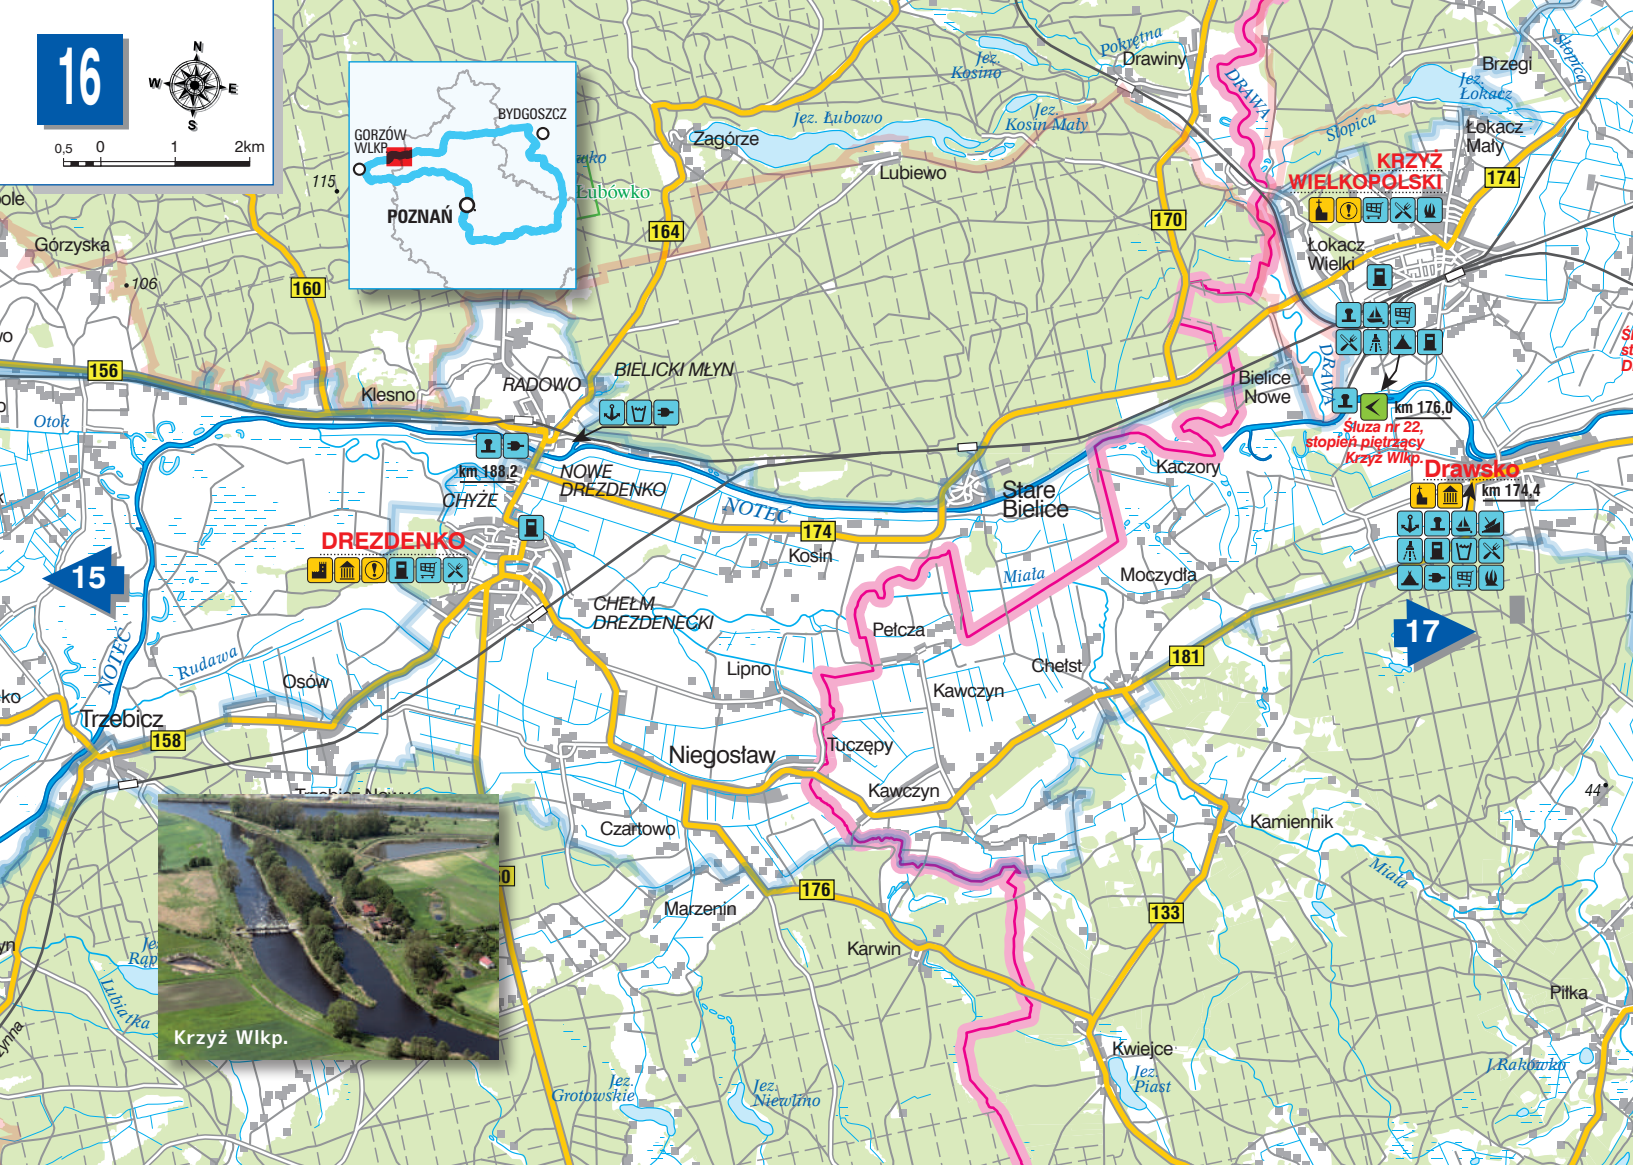 16
N
W
E
S
0,5
0
1
2km
GORZÓW
WLKP.
BYDGOSZCZ
POZNAŃ
115
Lubówko
Górzyska
106
160
156
Otok
Klesno
RADOWO
BIELICKI MŁYN
164
Zagórze
Jez. Łubowo
Lubiewo
Jez.
Kosino
Jez.
Kosin Mały
Pokrętna
Drawiny
DRAWA
170
Słopica
Słopica
Brzegi
Jez.
Łokacz
Łokacz
Mały
KRZYŻ
WIELKOPOLSKI
174
Łokacz
Wielki
DRAWA
Bielice
Nowe
km 176,0
Śluza nr 22,
stopień piętrzący
Krzyż Wlkp.
Drawsko
km 174,4
17
Kaczory
Stare
Bielice
km 188,2
NOWE
DREZDENKO
CHYŻE
NOTEĆ
174
Kosin
DREZDENKO
15
NOTEĆ
Rudawa
Osów
CHEŁM
DREZDENECKI
Miała
Moczydła
Pełcza
Lipno
Chełst
181
Kawczyn
Trzebicz
158
Niegosław
Tuczępy
Kawczyn
Czartowo
Kamiennik
44
Miała
Marzenin
176
133
Karwin
Piłka
Lubiatka
Krzyż Wlkp.
Kwiejce
Jez.
Piast
J.Rakówko
Jez.
Grotowskie
Jez.
Niewlino